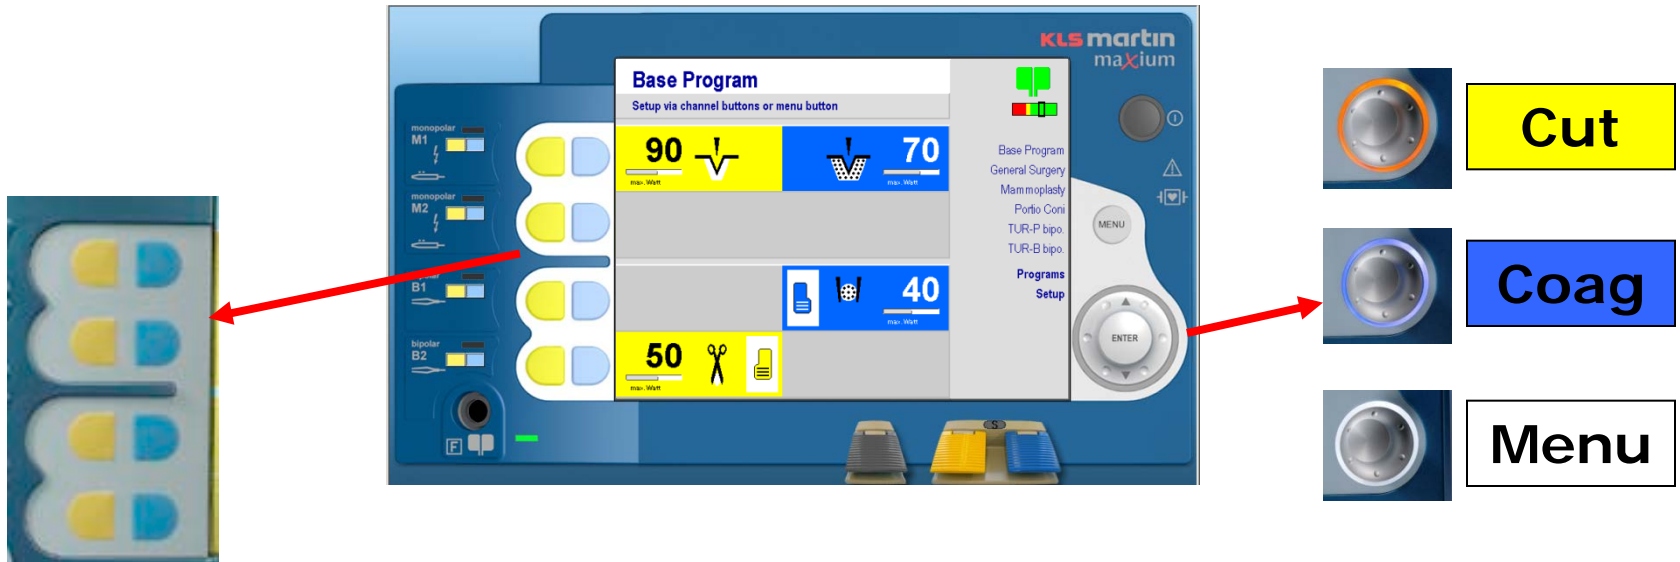 KLS martin
maxium
Base Program
Setup via channel buttons or menu button
monopolar
M1
90
max. Watt
70
max. Watt
Base Program
General Surgery
Mammoplasty
Portio Coni
TUR-P bipo.
TUR-B bipo.
Programs
Setup
monopolar
M2
MENU
bipolar
B1
40
max. Watt
ENTER
bipolar
B2
50
max. Watt
F
S
Cut
Coag
Menu